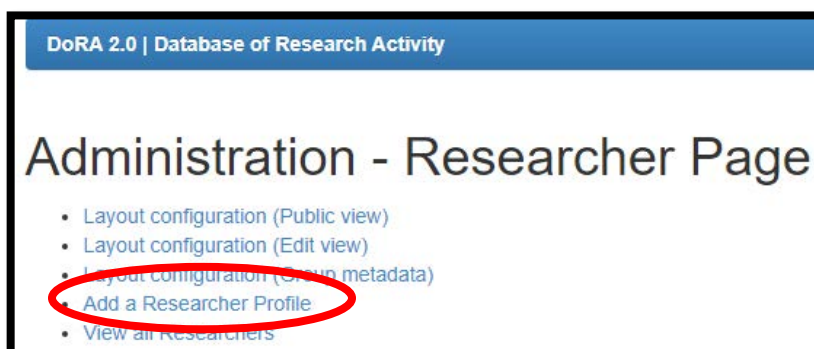 DoRA 2.0 | Database of Research Activity
Administration - Researcher Page
Layout configuration (Public view)
Layout configuration (Edit view)
Layout configuration (Group metadata)
Add a Researcher Profile
View all Researchers